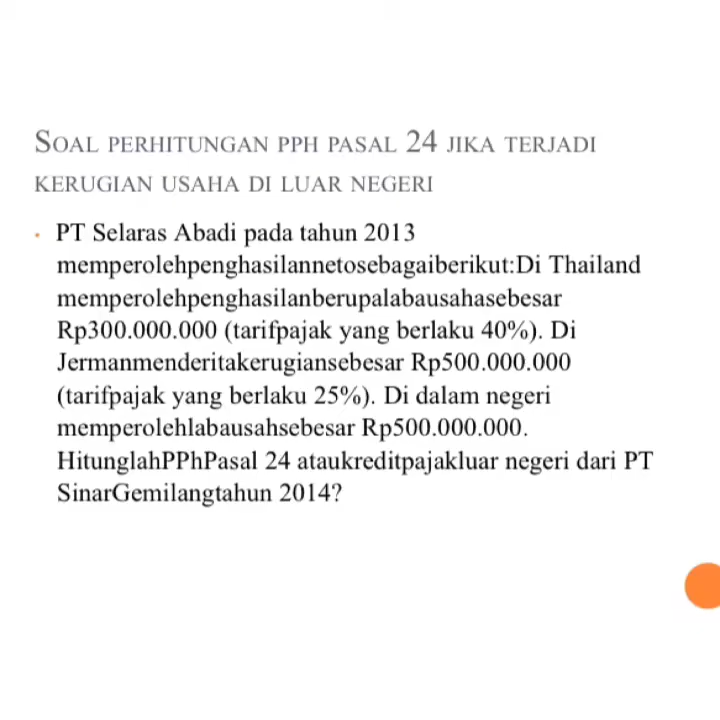 SOAL PERHITUNGAN PPH PASAL 24 JIKA TERJADI
KERUGIAN USAHA DI LUAR NEGERI
• PT Selaras Abadi pada tahun 2013
memperolehpenghasilannetosebagaiberikut:Di Thailand
memperolehpenghasilanberupalabausahasebesar
Rp300.000.000 (tarifpajak yang berlaku 40%). Di
Jermanmenderitakerugiansebesar Rp500.000.000
(tarifpajak yang berlaku 25%). Di dalam negeri
memperolehlabausahsebesar Rp500.000.000.
HitunglahPPhPasal 24 ataukreditpajakluar negeri dari PT
SinarGemilangtahun 2014?